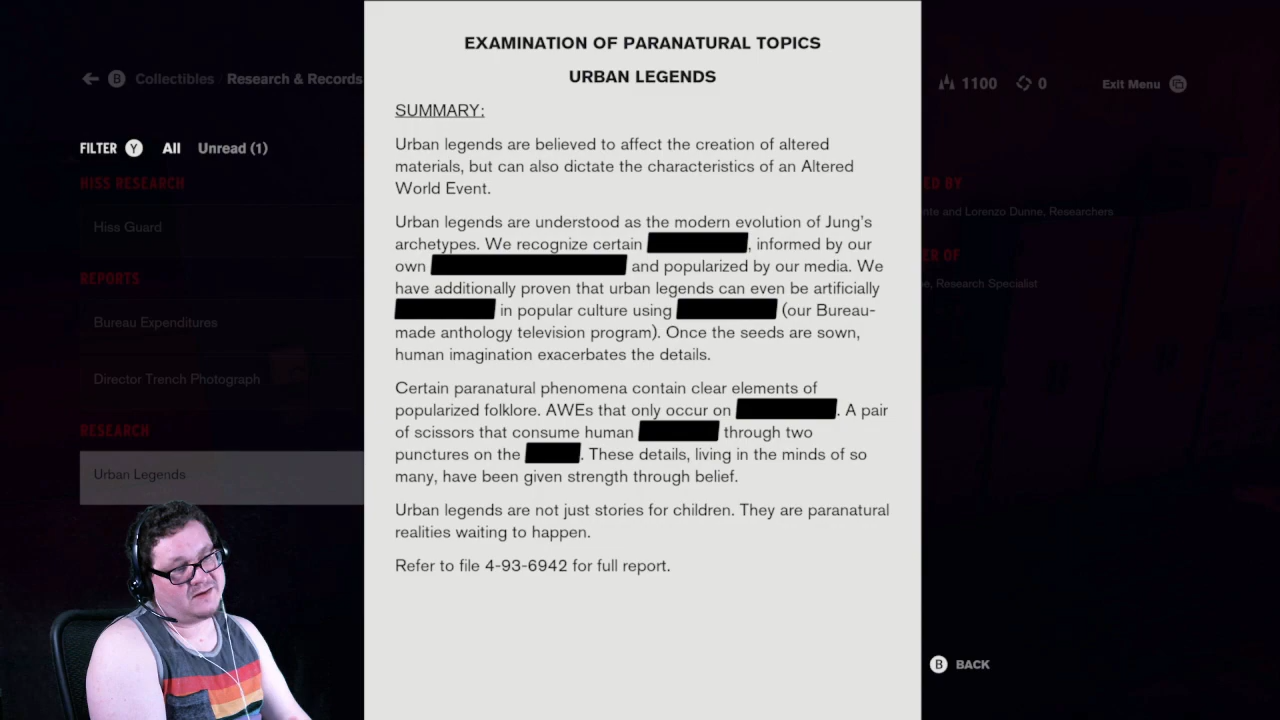 EXAMINATION OF PARANATURAL TOPICS
URBAN LEGENDS
SUMMARY:
Urban legends are believed to affect the creation of altered
materials, but can also dictate the characteristics of an Altered
World Event.
Urban legends are understood as the modern evolution of Jung's
archetypes. We recognize certain , informed by our
own and popularized by our media. We
have additionally proven that urban legends can even be artificially
in popular culture using (our Bureau-
made anthology television program). Once the seeds are sown,
human imagination exacerbates the details.
Certain paranatural phenomena contain clear elements of
popularized folklore. AWEs that only occur on . A pair
of scissors that consume human through two
punctures on the . These details, living in the minds of so
many, have been given strength through belief.
Urban legends are not just stories for children. They are paranatural
realities waiting to happen.
Refer to file 4-93-6942 for full report.
B Collectibles Research & Records
FILTER Y All Unread (1)
HISS RESEARCH
Hiss Guard
REPORTS
Bureau Expenditures
Director Trench Photograph
RESEARCH
Urban Legends
1100 0 Exit Menu
ED BY
nte and Lorenzo Dunne, Researchers
ER OF
e, Research Specialist
B BACK